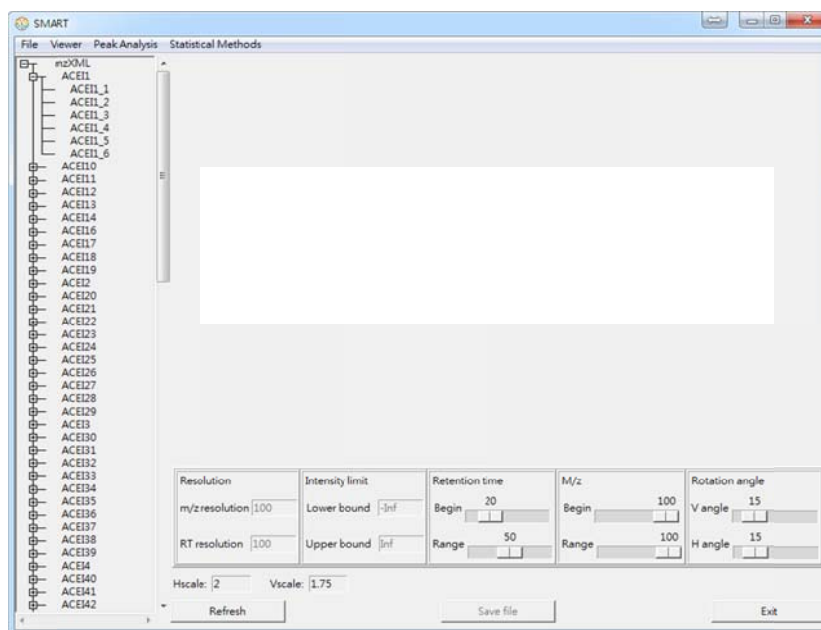 SMART
File Viewer Peak Analysis Statistical Methods
mzXML
ACEI1
ACEI1_1
ACEI1_2
ACEI1_3
ACEI1_4
ACEI1_5
ACEI1_6
ACEI10
ACEI11
ACEI12
ACEI13
ACEI14
ACEI16
ACEI17
ACEI18
ACEI19
ACEI2
ACEI20
ACEI21
ACEI22
ACEI23
ACEI24
ACEI25
ACEI26
ACEI27
ACEI28
ACEI29
ACEI3
ACEI30
ACEI31
ACEI32
ACEI33
ACEI34
ACEI35
ACEI36
ACEI37
ACEI38
ACEI39
ACEI4
ACEI40
ACEI41
ACEI42
Resolution
m/z resolution 100
RT resolution 100
Intensity limit
Lower bound -Inf
Upper bound Inf
Retention time
Begin 20
Range 50
M/z
Begin 100
Range 100
Rotation angle
V angle 15
H angle 15
Hscale: 2 Vscale: 1.75
Refresh Save file Exit